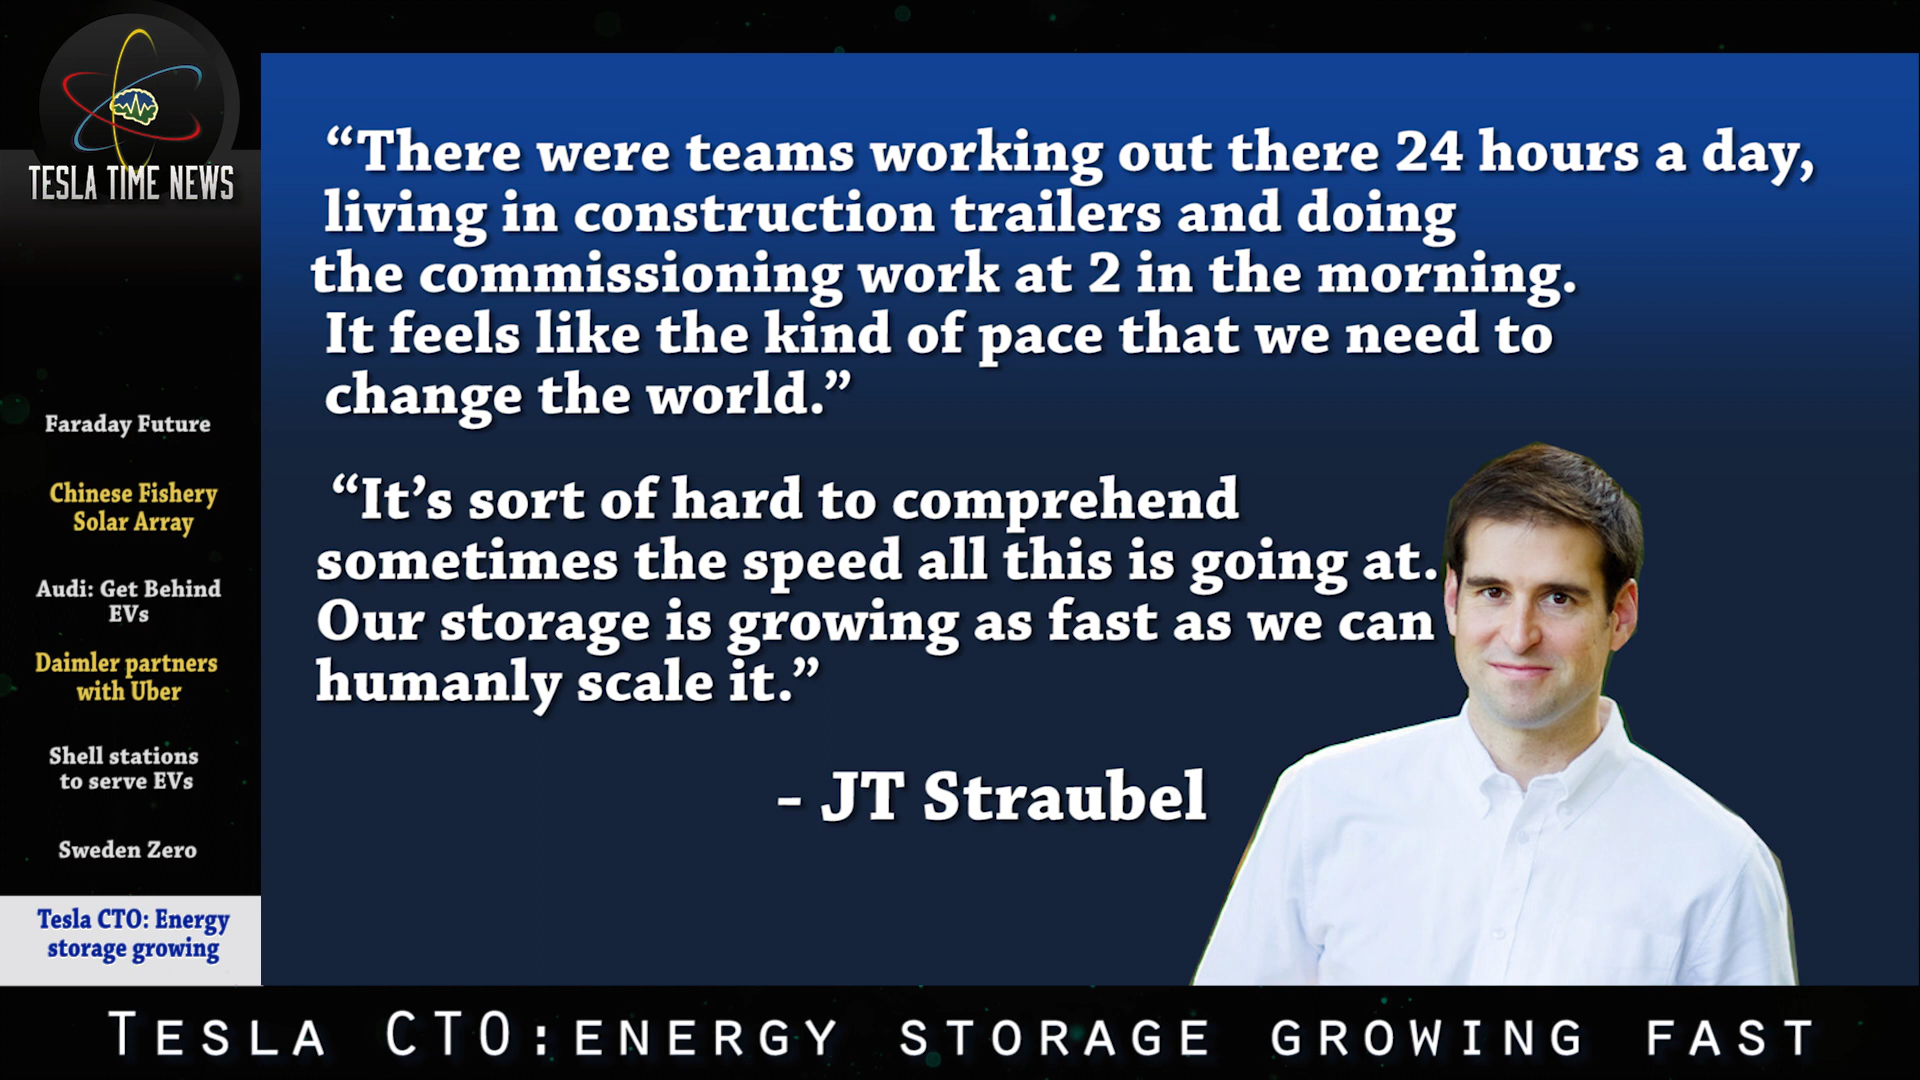 TESLA TIME NEWS
Faraday Future
Chinese Fishery
Solar Array
Audi: Get Behind
EVs
Daimler partners
with Uber
Shell stations
to serve EVs
Sweden Zero
Tesla CTO: Energy
storage growing
“There were teams working out there 24 hours a day,
living in construction trailers and doing
the commissioning work at 2 in the morning.
It feels like the kind of pace that we need to
change the world.”
“It’s sort of hard to comprehend
sometimes the speed all this is going at.
Our storage is growing as fast as we can
humanly scale it.”
- JT Straubel
TESLA CTO:ENERGY STORAGE GROWING FAST